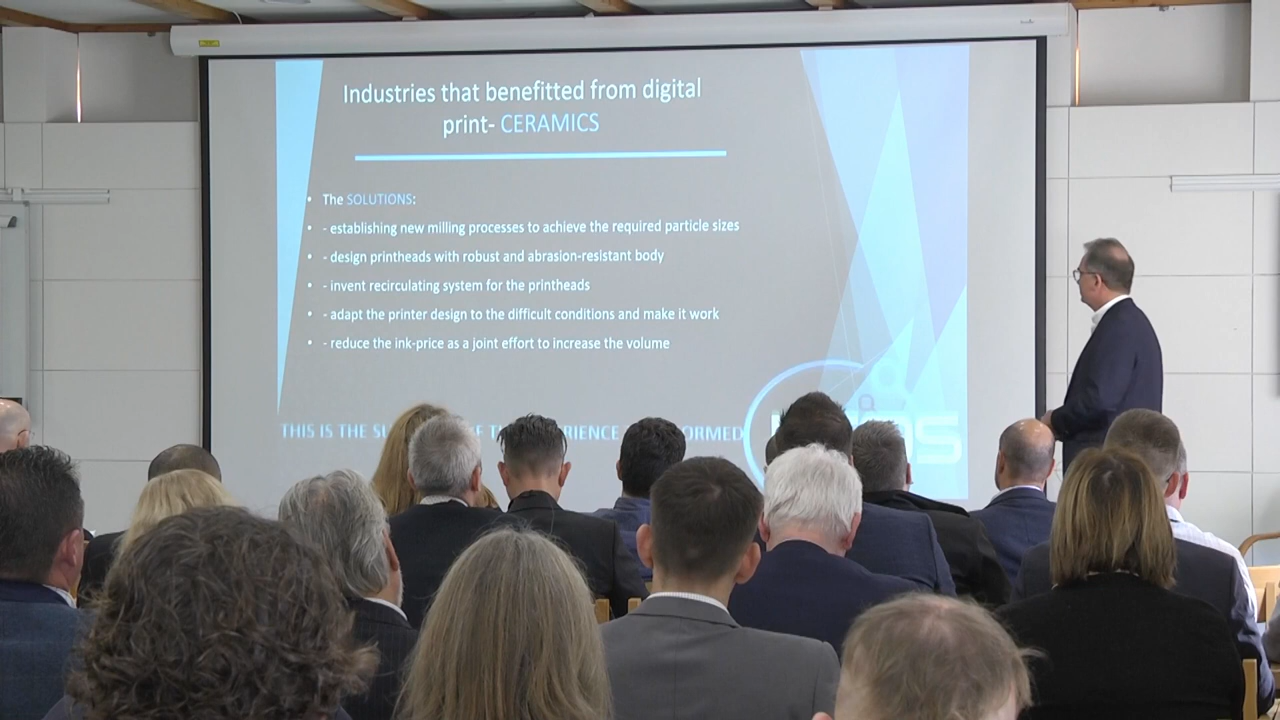 Industries that benefitted from digital
print- CERAMICS
• The SOLUTIONS:
• - establishing new milling processes to achieve the required particle sizes
• - design printheads with robust and abrasion-resistant body
• - invent recirculating system for the printheads
• - adapt the printer design to the difficult conditions and make it work
• - reduce the ink-price as a joint effort to increase the volume
THIS IS THE